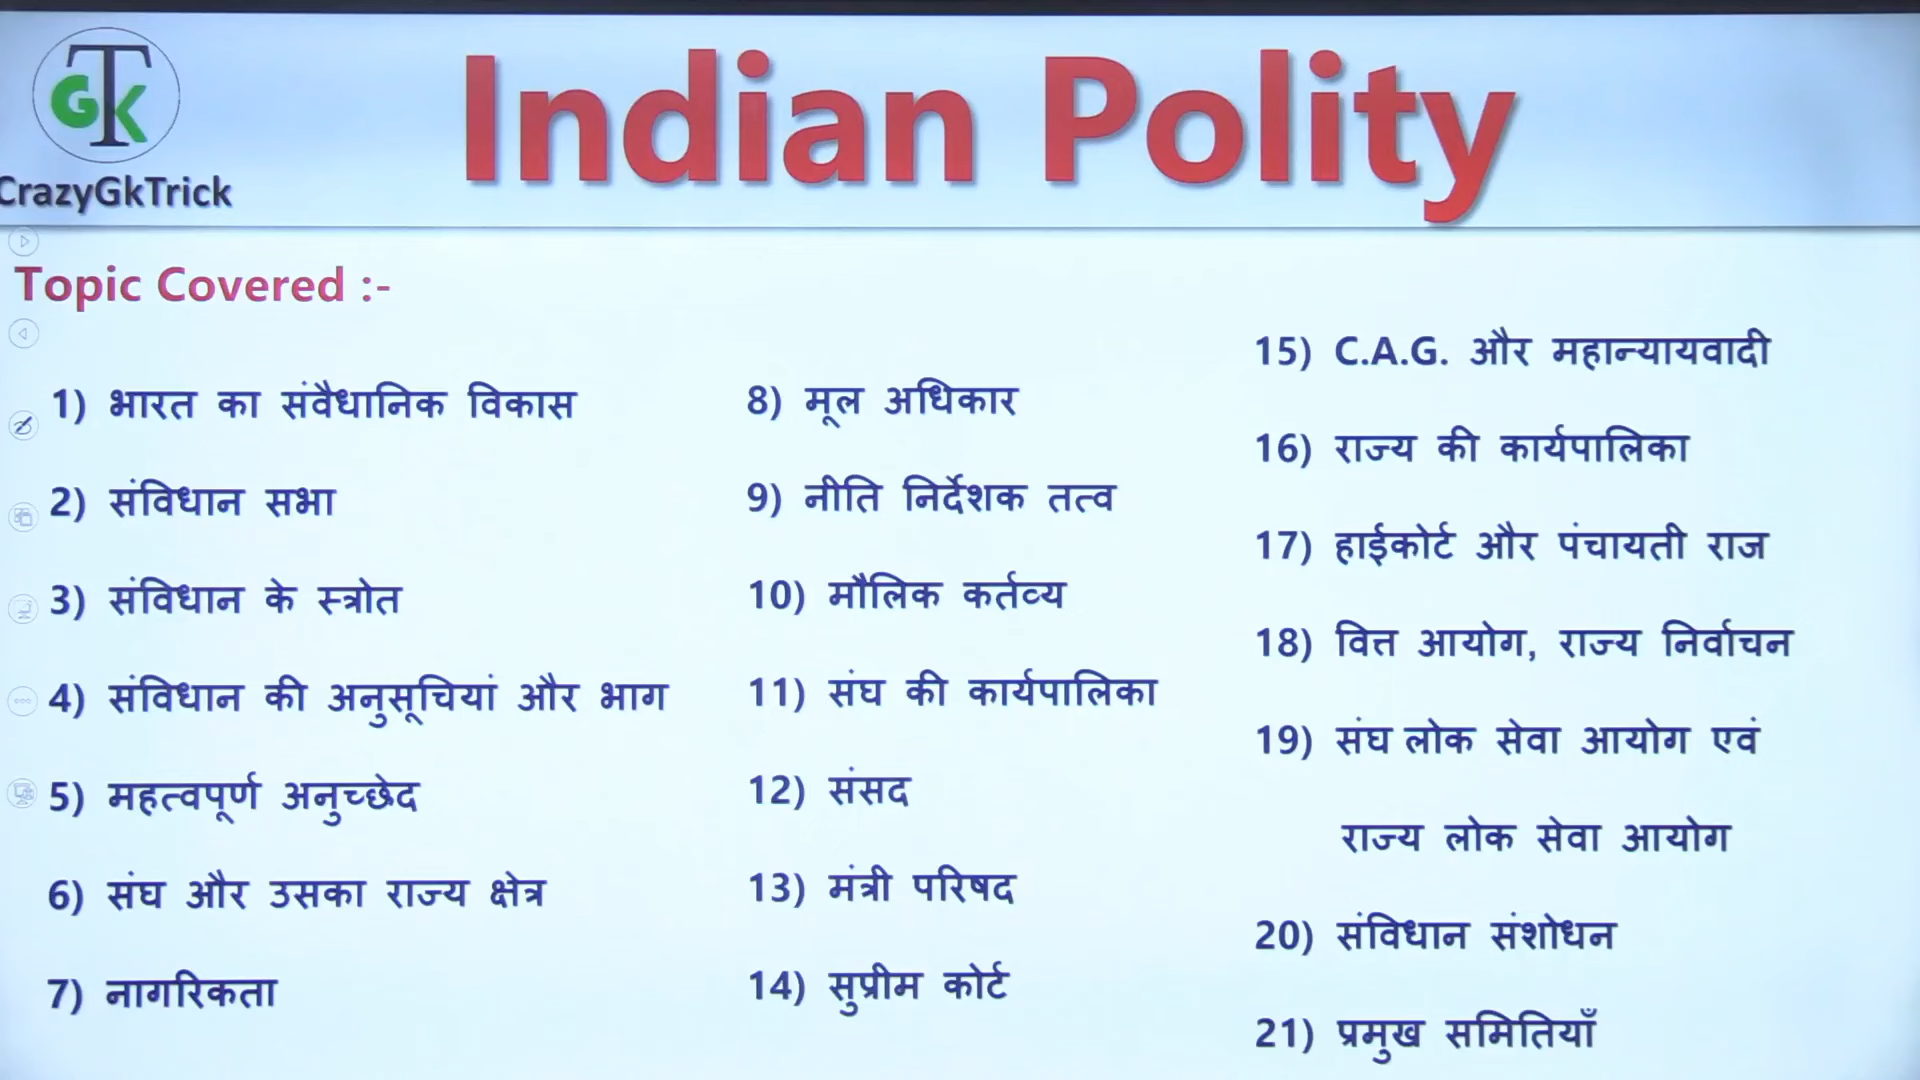 GTK
CrazyGkTrick
Indian Polity
Topic Covered :-
1) भारत का संवैधानिक विकास
2) संविधान सभा
3) संविधान के स्त्रोत
4) संविधान की अनुसूचियां और भाग
5) महत्वपूर्ण अनुच्छेद
6) संघ और उसका राज्य क्षेत्र
7) नागरिकता
8) मूल अधिकार
9) नीति निर्देशक तत्व
10) मौलिक कर्तव्य
11) संघ की कार्यपालिका
12) संसद
13) मंत्री परिषद
14) सुप्रीम कोर्ट
15) C.A.G. और महान्यायवादी
16) राज्य की कार्यपालिका
17) हाईकोर्ट और पंचायती राज
18) वित्त आयोग, राज्य निर्वाचन
19) संघ लोक सेवा आयोग एवं
राज्य लोक सेवा आयोग
20) संविधान संशोधन
21) प्रमुख समितियाँ